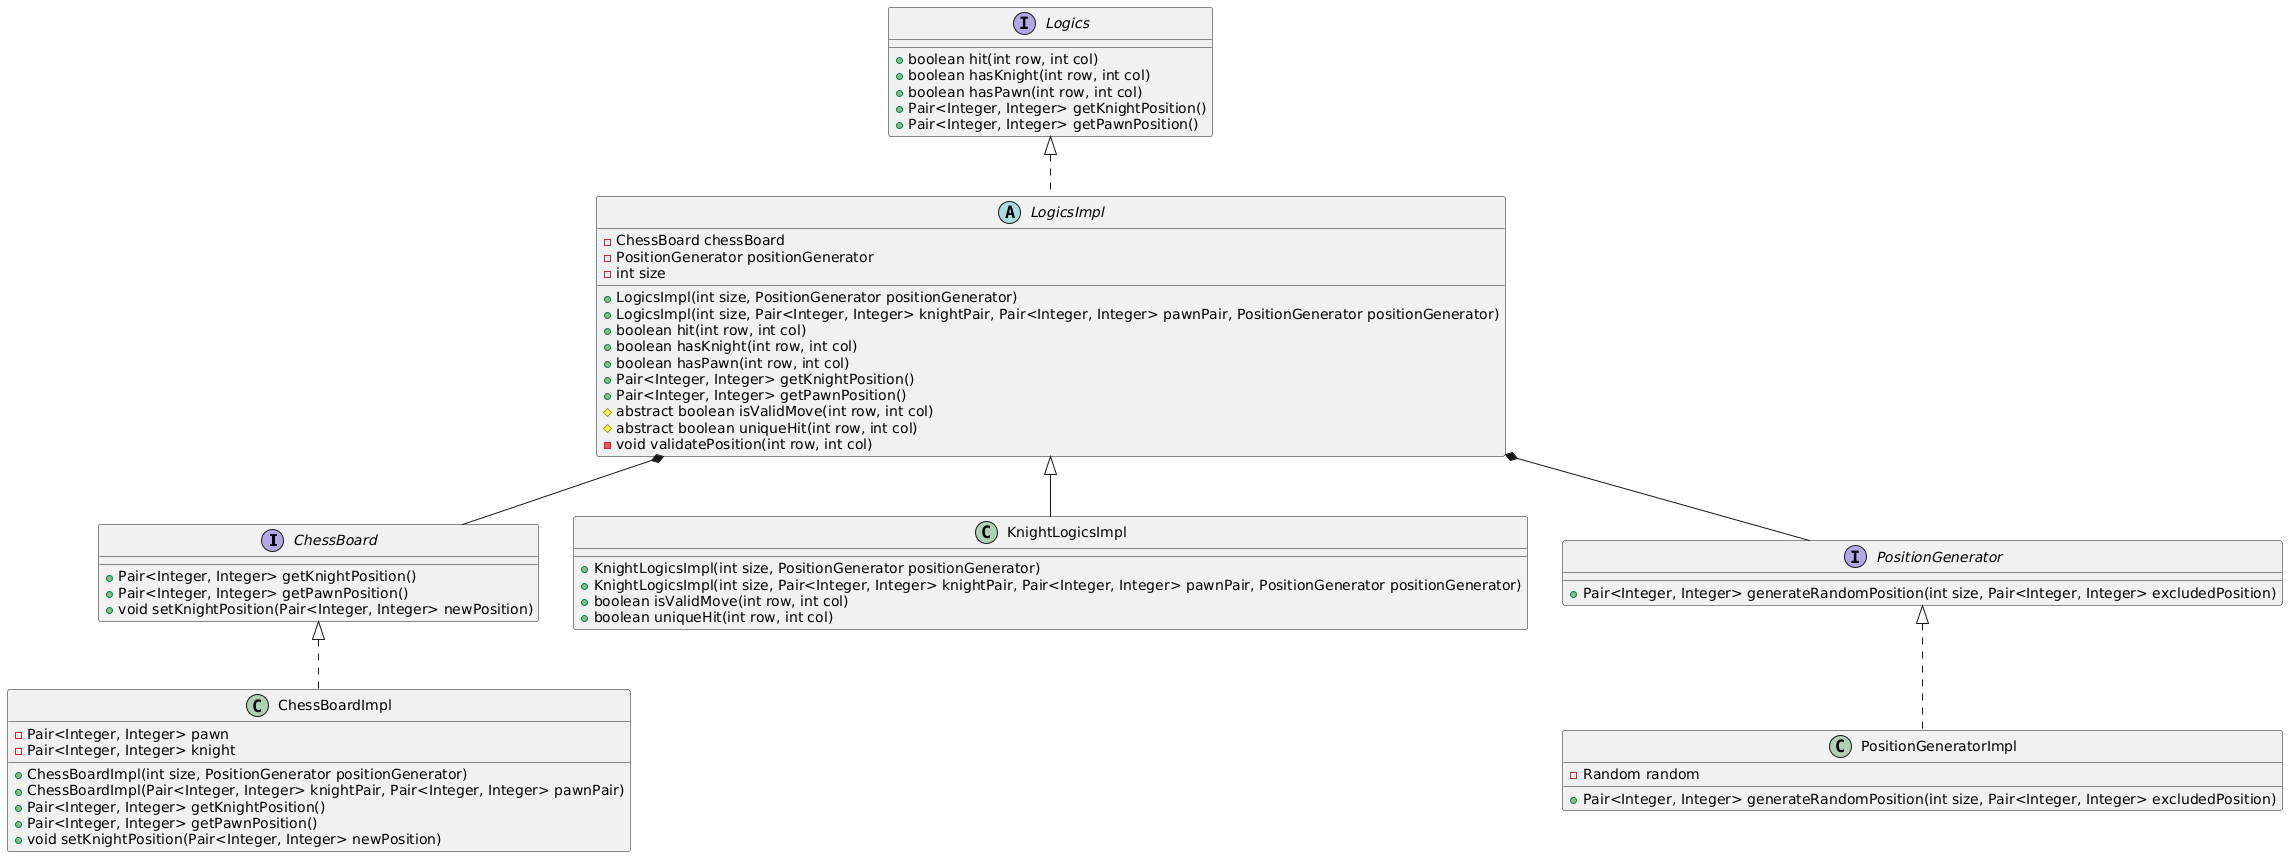 I Logics
boolean hit(int row, int col)
boolean hasKnight(int row, int col)
boolean hasPawn(int row, int col)
Pair<Integer, Integer> getKnightPosition()
Pair<Integer, Integer> getPawnPosition()
A LogicsImpl
ChessBoard chessBoard
PositionGenerator positionGenerator
int size
LogicsImpl(int size, PositionGenerator positionGenerator)
LogicsImpl(int size, Pair<Integer, Integer> knightPair, Pair<Integer, Integer> pawnPair, PositionGenerator positionGenerator)
boolean hit(int row, int col)
boolean hasKnight(int row, int col)
boolean hasPawn(int row, int col)
Pair<Integer, Integer> getKnightPosition()
Pair<Integer, Integer> getPawnPosition()
abstract boolean isValidMove(int row, int col)
abstract boolean uniqueHit(int row, int col)
void validatePosition(int row, int col)
I ChessBoard
Pair<Integer, Integer> getKnightPosition()
Pair<Integer, Integer> getPawnPosition()
void setKnightPosition(Pair<Integer, Integer> newPosition)
C KnightLogicsImpl
KnightLogicsImpl(int size, PositionGenerator positionGenerator)
KnightLogicsImpl(int size, Pair<Integer, Integer> knightPair, Pair<Integer, Integer> pawnPair, PositionGenerator positionGenerator)
boolean isValidMove(int row, int col)
boolean uniqueHit(int row, int col)
I PositionGenerator
Pair<Integer, Integer> generateRandomPosition(int size, Pair<Integer, Integer> excludedPosition)
C ChessBoardImpl
Pair<Integer, Integer> pawn
Pair<Integer, Integer> knight
ChessBoardImpl(int size, PositionGenerator positionGenerator)
ChessBoardImpl(Pair<Integer, Integer> knightPair, Pair<Integer, Integer> pawnPair)
Pair<Integer, Integer> getKnightPosition()
Pair<Integer, Integer> getPawnPosition()
void setKnightPosition(Pair<Integer, Integer> newPosition)
C PositionGeneratorImpl
Random random
Pair<Integer, Integer> generateRandomPosition(int size, Pair<Integer, Integer> excludedPosition)